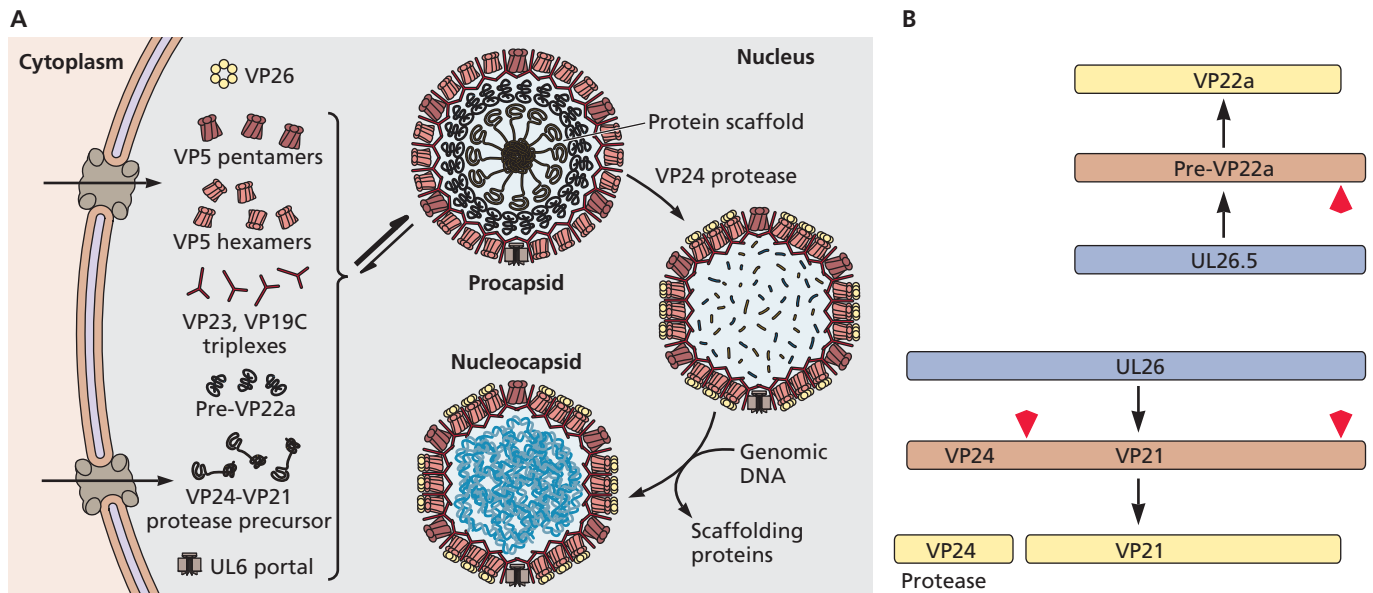 A
Cytoplasm
Nucleus
VP26
VP5 pentamers
VP5 hexamers
VP23, VP19C
triplexes
Pre-VP22a
VP24-VP21
protease precursor
UL6 portal
Protein scaffold
Procapsid
VP24 protease
Nucleocapsid
Genomic
DNA
Scaffolding
proteins
B
VP22a
Pre-VP22a
UL26.5
UL26
VP24 VP21
VP24 VP21
Protease